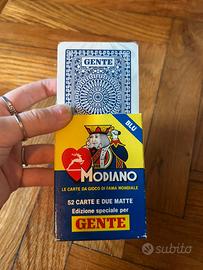 GENTE
BLU
MODIANO
LE CARTE DA GIOCO DI FAMA MONDIALE
52 CARTE E DUE MATTE
Edizione speciale per
GENTE
subito